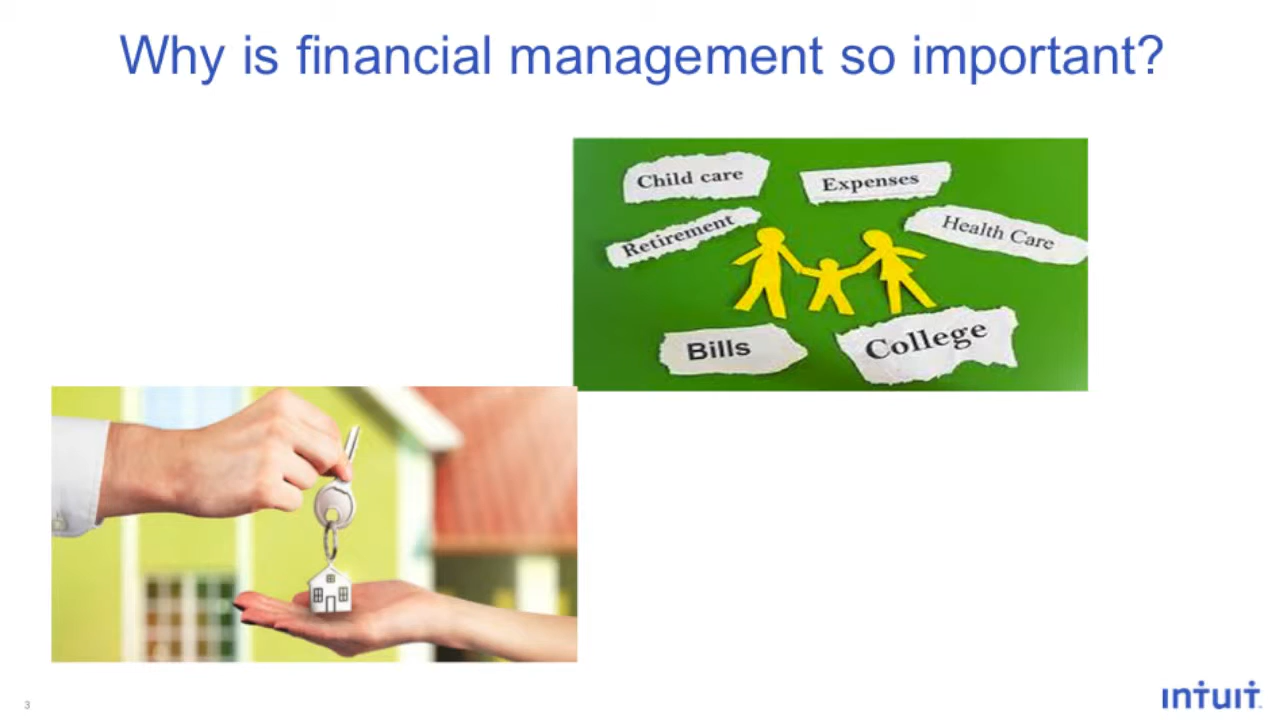 Why is financial management so important?
Child care
Expenses
Retirement
Health Care
Bills
College
3
intuit